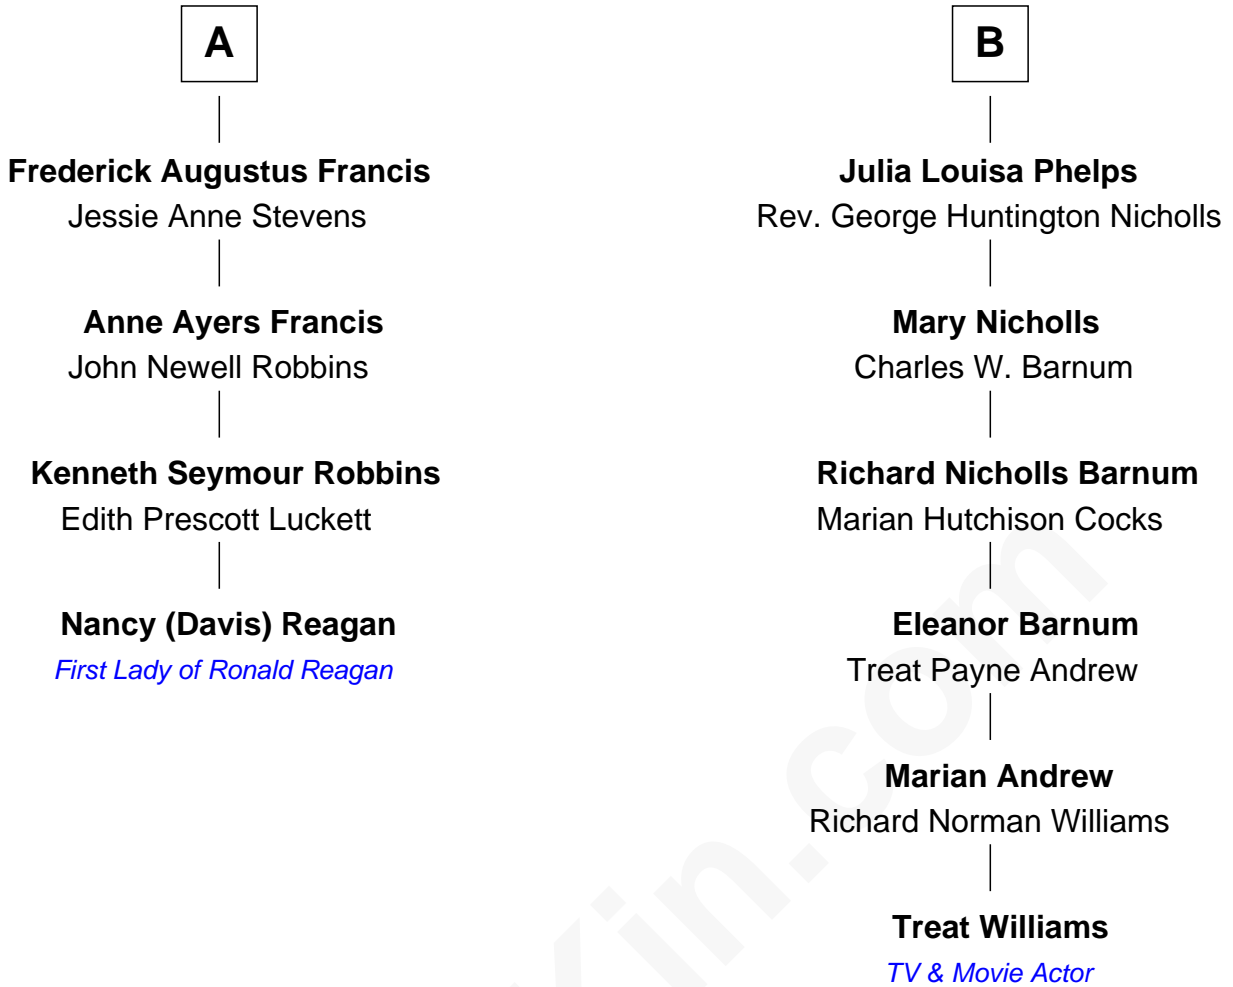 A
Frederick Augustus Francis
Jessie Anne Stevens
Anne Ayers Francis
John Newell Robbins
Kenneth Seymour Robbins
Edith Prescott Luckett
Nancy (Davis) Reagan
First Lady of Ronald Reagan
B
Julia Louisa Phelps
Rev. George Huntington Nicholls
Mary Nicholls
Charles W. Barnum
Richard Nicholls Barnum
Marian Hutchison Cocks
Eleanor Barnum
Treat Payne Andrew
Marian Andrew
Richard Norman Williams
Treat Williams
TV & Movie Actor
Kin.com